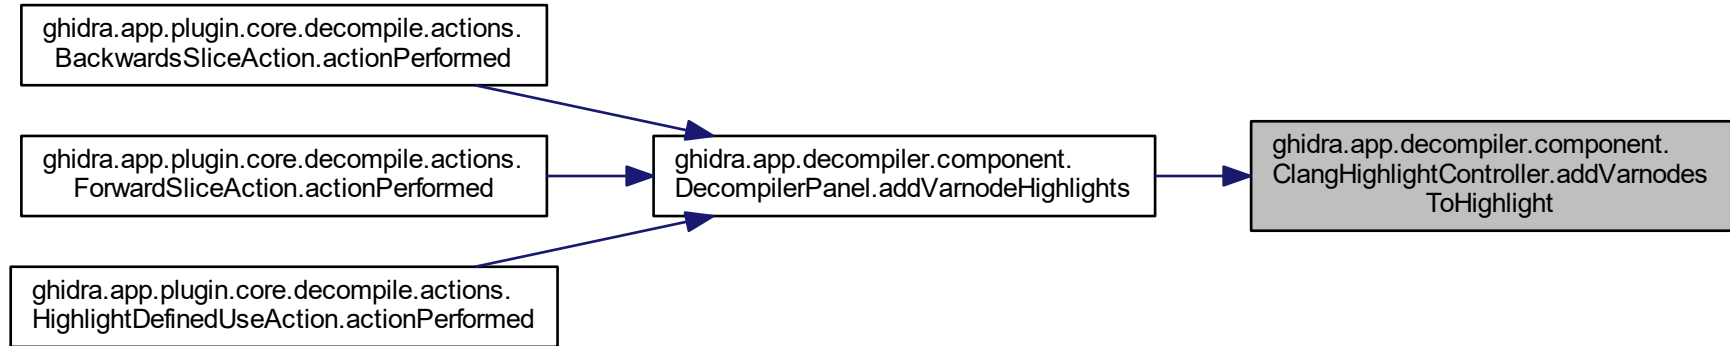 ghidra.app.plugin.core.decompile.actions.
BackwardsSliceAction.actionPerformed
ghidra.app.plugin.core.decompile.actions.
ForwardSliceAction.actionPerformed
ghidra.app.plugin.core.decompile.actions.
HighlightDefinedUseAction.actionPerformed
ghidra.app.decompiler.component.
DecompilerPanel.addVarnodeHighlights
ghidra.app.decompiler.component.
ClangHighlightController.addVarnodes
ToHighlight